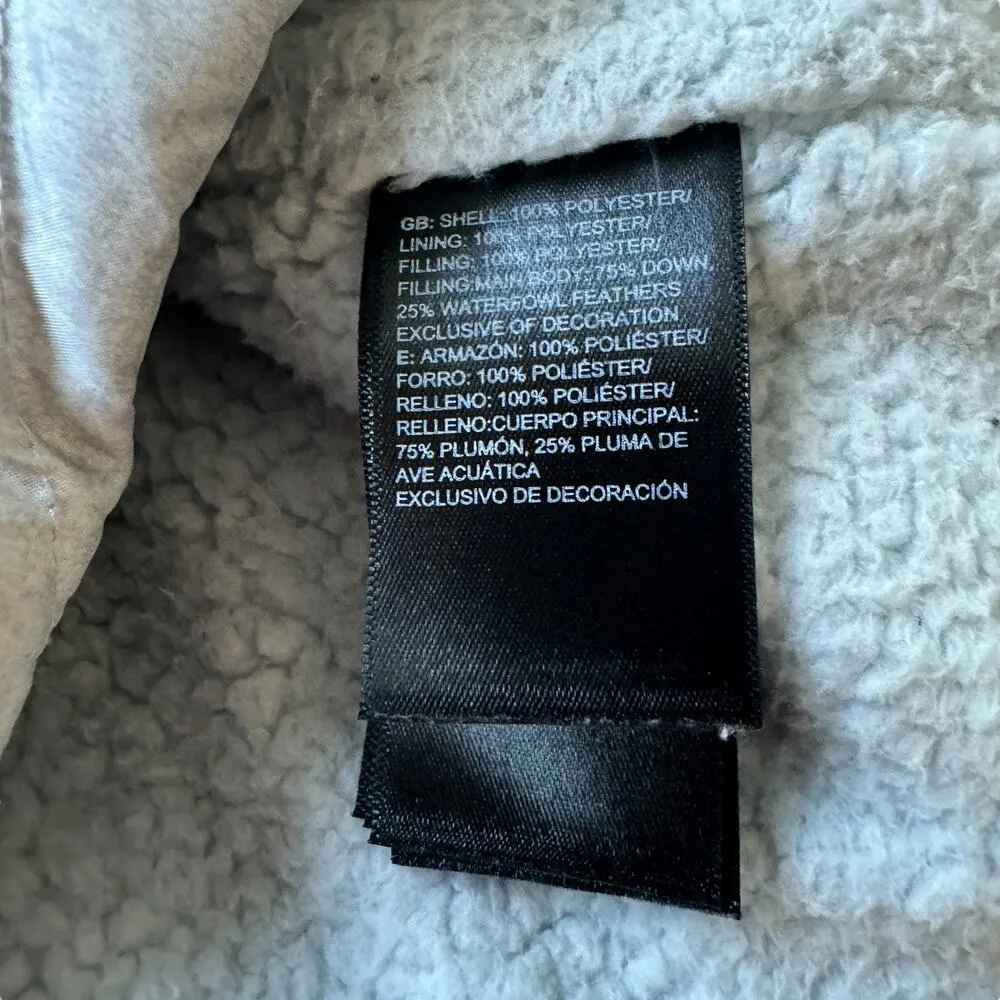 GB: SHELL: 100% POLYESTER/
LINING: 100% POLYESTER/
FILLING: 100% POLYESTER/
FILLING:MAIN BODY: 75% DOWN,
25% WATERFOWL FEATHERS
EXCLUSIVE OF DECORATION
E: ARMAZÓN: 100% POLIÉSTER/
FORRO: 100% POLIÉSTER/
RELLENO: 100% POLIÉSTER/
RELLENO:CUERPO PRINCIPAL:
75% PLUMÓN, 25% PLUMA DE
AVE ACUÁTICA
EXCLUSIVO DE DECORACIÓN